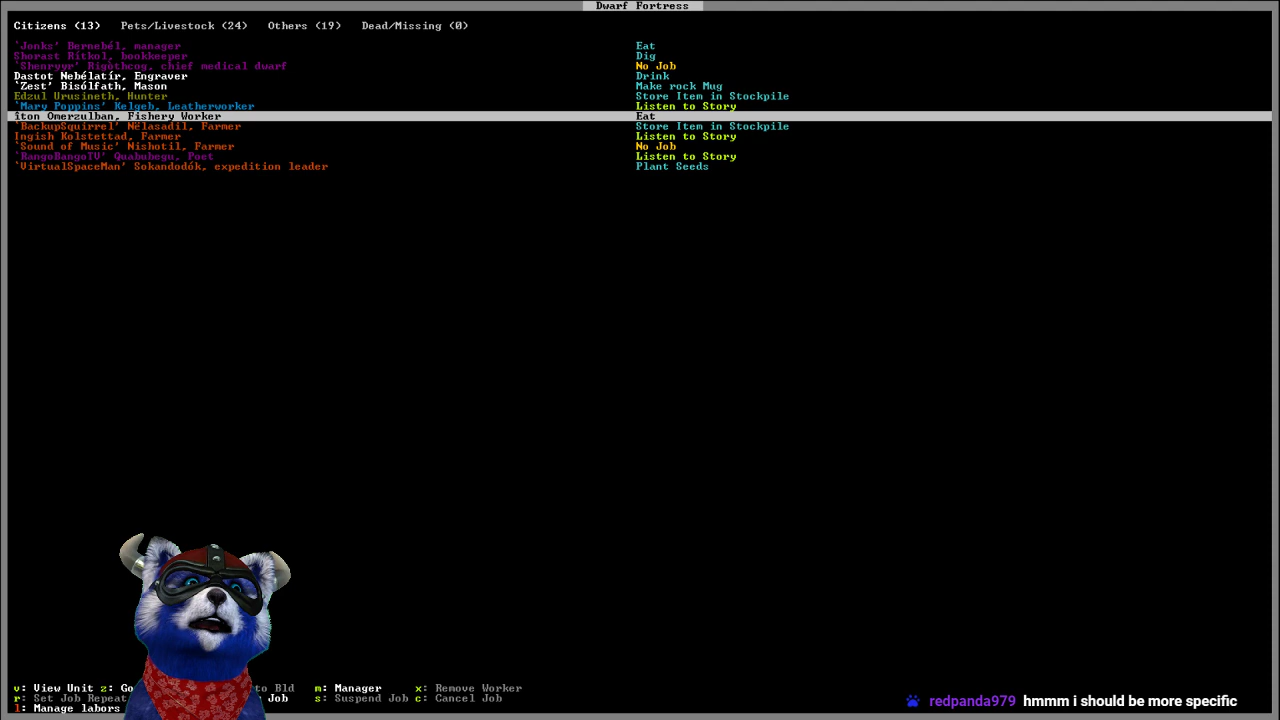 Dwarf Fortress
Citizens (13) Pets/Livestock (24) Others (19) Dead/Missing (0)
`Jonks' Bernebél, manager Eat
Shorast Ritkol, bookkeeper Dig
`Shenryyr' Rigòthcog, chief medical dwarf No Job
Dastot Nebélatír, Engraver Drink
`Zest' Bisólfath, Mason Make rock Mug
Edzul Urusineth, Hunter Store Item in Stockpile
`Mary Poppins' Kelgeb, Leatherworker Listen to Story
îton Omerzulban, Fishery Worker Eat
`BackupSquirrel' Nëlasadil, Farmer Store Item in Stockpile
Ingish Kolstettad, Farmer Listen to Story
`Sound of Music' Nishotil, Farmer No Job
`RangoBangoTV' Quabubegu, Poet Listen to Story
`VirtualSpaceMan' Sokandodók, expedition leader Plant Seeds
v: View Unit z: Go to Bld m: Manager x: Remove Worker
r: Set Job Repeat Job s: Suspend Job c: Cancel Job
l: Manage labors
redpanda979 hmmm i should be more specific